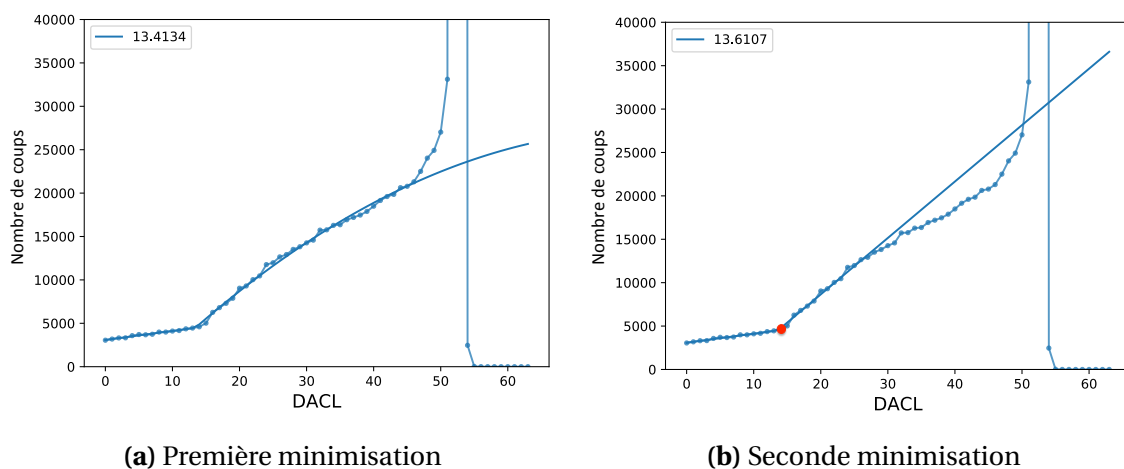 40000
35000
30000
25000
20000
15000
10000
5000
0
Nombre de coups
13.4134
0 10 20 30 40 50 60
DACL
(a) Première minimisation
40000
35000
30000
25000
20000
15000
10000
5000
0
Nombre de coups
13.6107
0 10 20 30 40 50 60
DACL
(b) Seconde minimisation